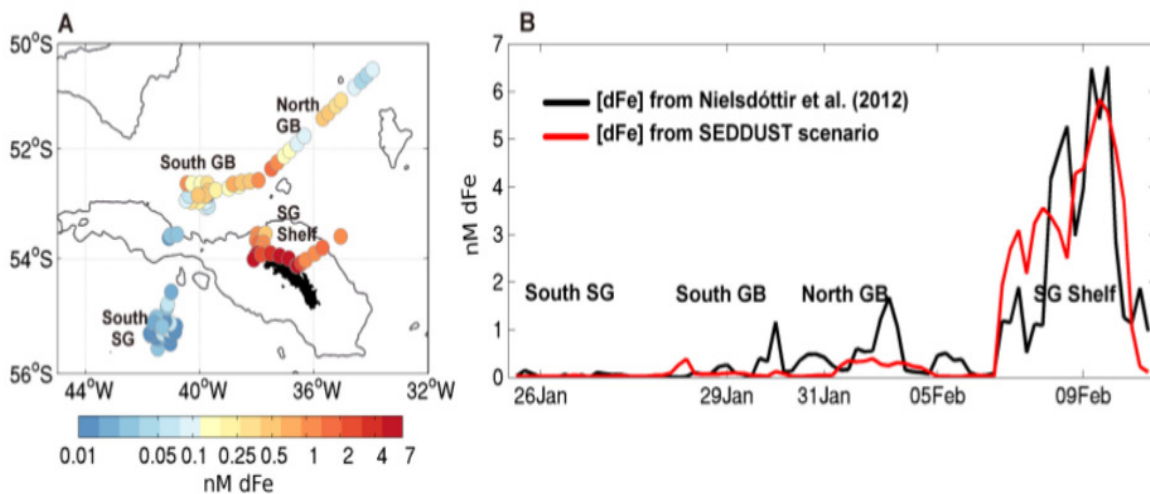 A
50°S
52°S
54°S
56°S
44°W
40°W
36°W
32°W
North
GB
South GB
SG
Shelf
South
SG
0.01
0.05 0.1
0.25 0.5
1
2
4
7
nM dFe
B
7
6
5
4
3
2
1
0
nM dFe
[dFe] from Nielsdóttir et al. (2012)
[dFe] from SEDDUST scenario
South SG
South GB
North GB
SG Shelf
26Jan
29Jan
31Jan
05Feb
09Feb